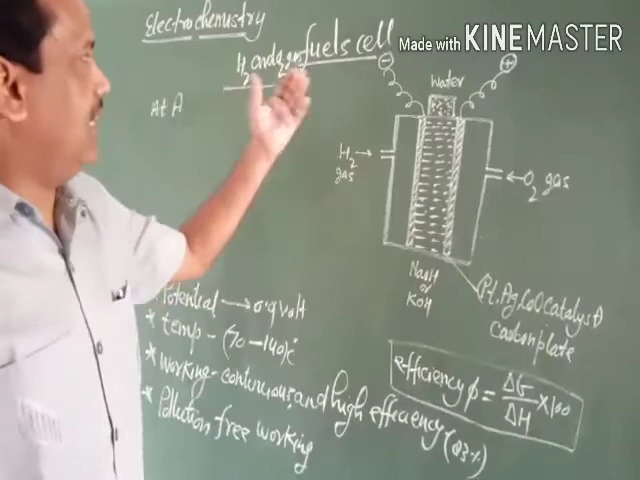 Electrochemustry
H2 and O2 gas fuels cell
Made with KINEMASTER
At A
- +
Water
H2 gas
O2 gas
NaOH
or
KOH
Pt, Ag, CoO Catalyst
Carbon plate
Potential → 0.9 volt
* temp - (70 - 140)°c
* Working - continuous and high efficiency (83%)
* Pollution free working
efficiency φ = ΔG/ΔH × 100